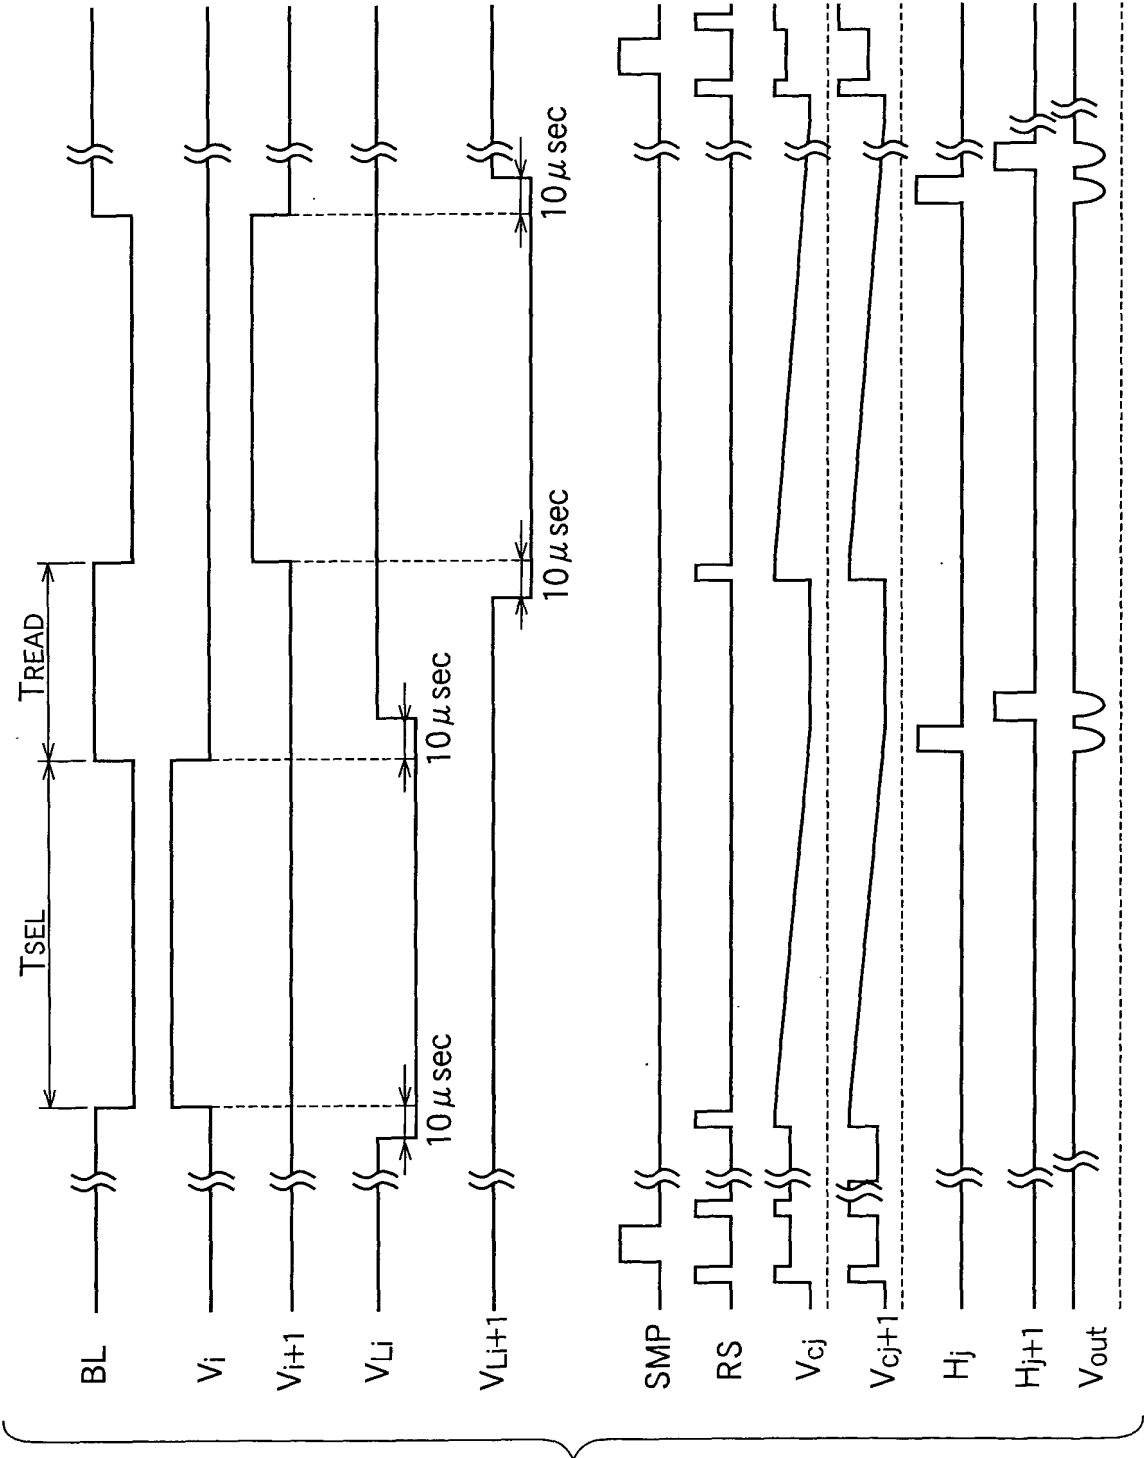 BL
Vi
Vi+1
VLi
VLi+1
SMP
RS
Vcj
Vcj+1
Hj
Hj+1
Vout
TSEL
TREAD
10μsec
10μsec
10μsec
10μsec